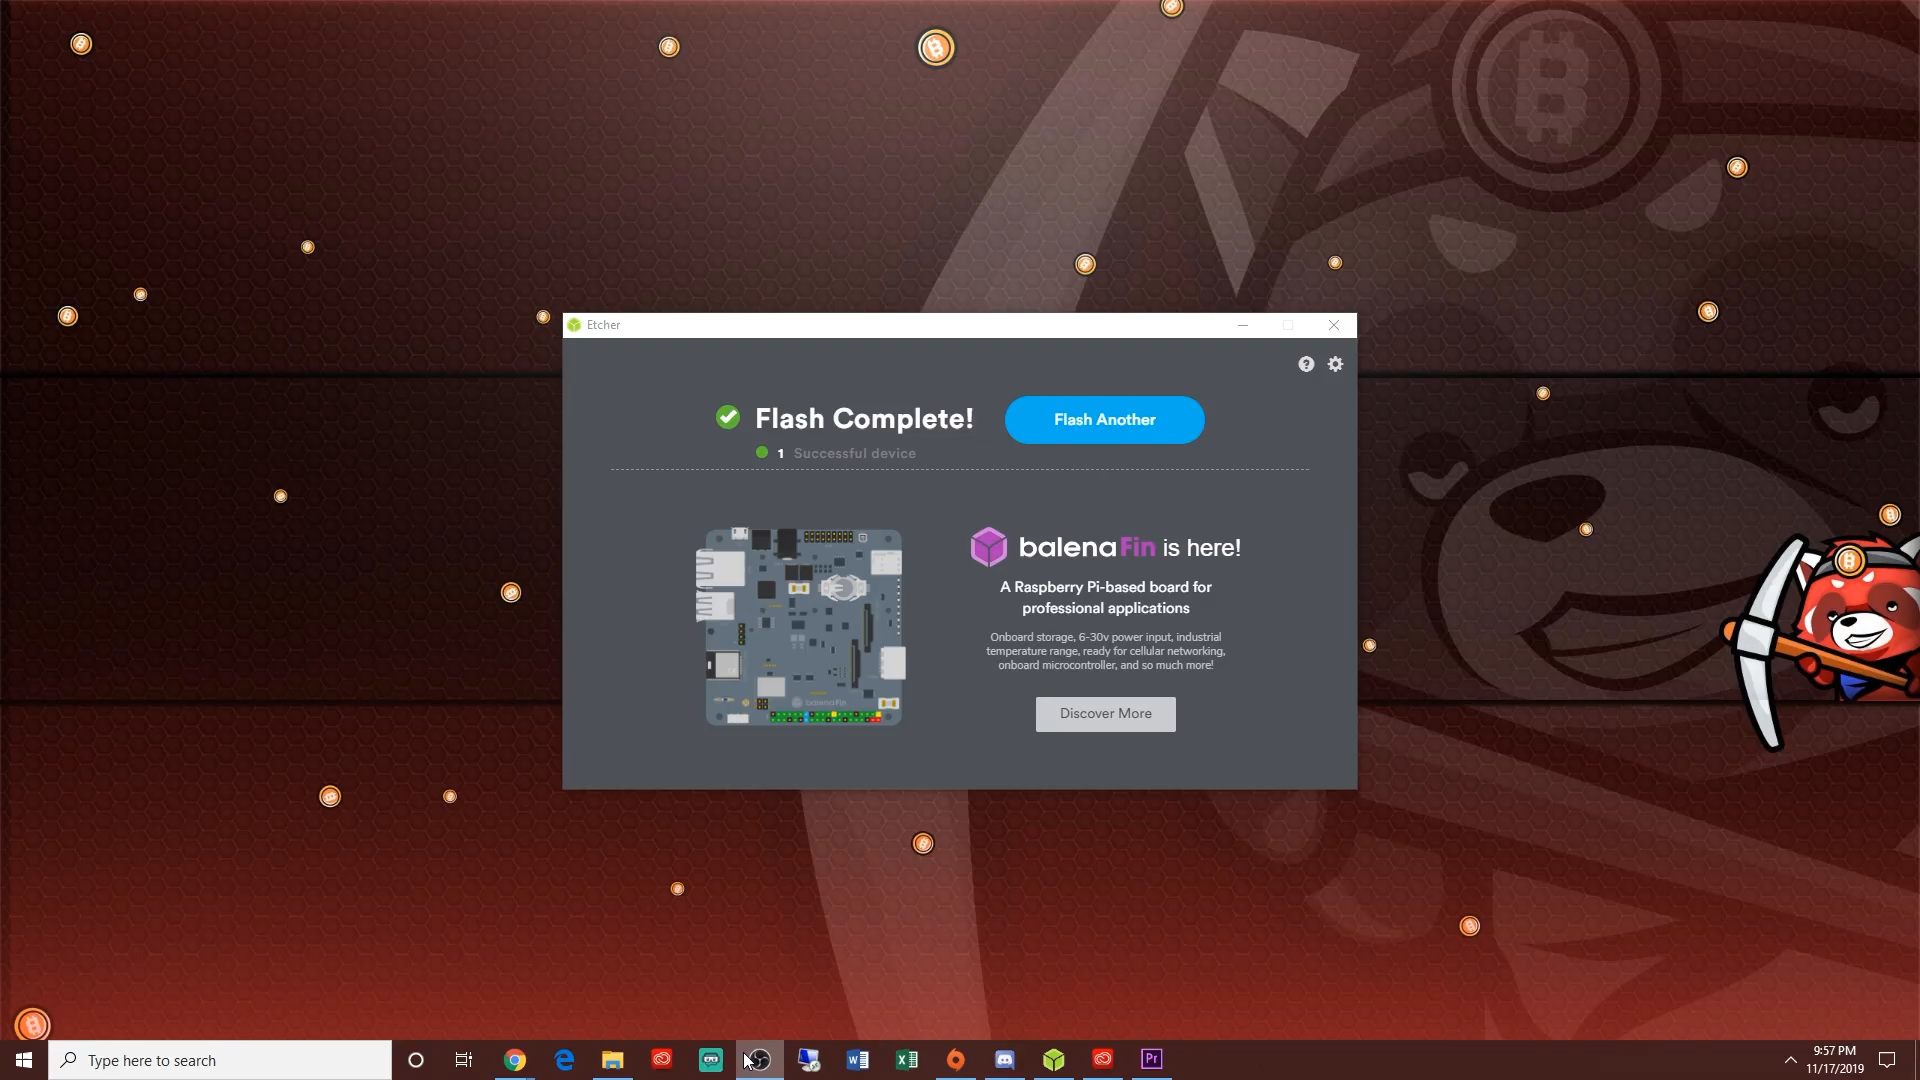 Etcher
Flash Complete!
Flash Another
1 Successful device
balenaFin is here!
A Raspberry Pi-based board for
professional applications
Onboard storage, 6-30v power input, industrial
temperature range, ready for cellular networking,
onboard microcontroller, and so much more!
balenaFin
Discover More
Type here to search
Pr
9:57 PM
11/17/2019